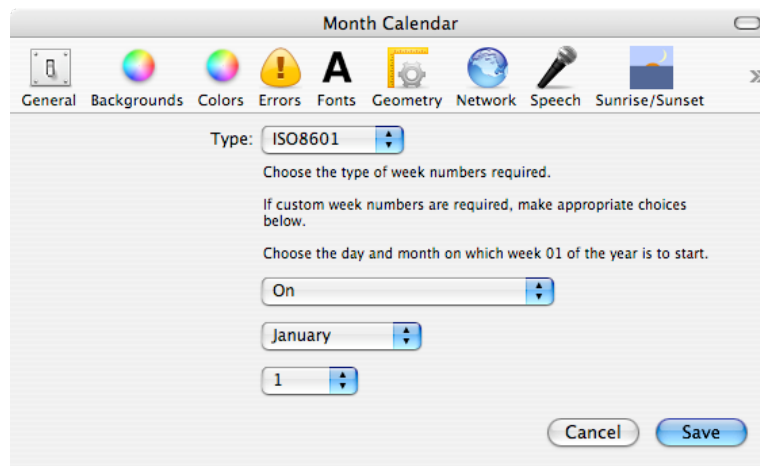 Month Calendar
General Backgrounds Colors Errors Fonts Geometry Network Speech Sunrise/Sunset
Type: ISO8601
Choose the type of week numbers required.
If custom week numbers are required, make appropriate choices
below.
Choose the day and month on which week 01 of the year is to start.
On
January
1
Cancel Save